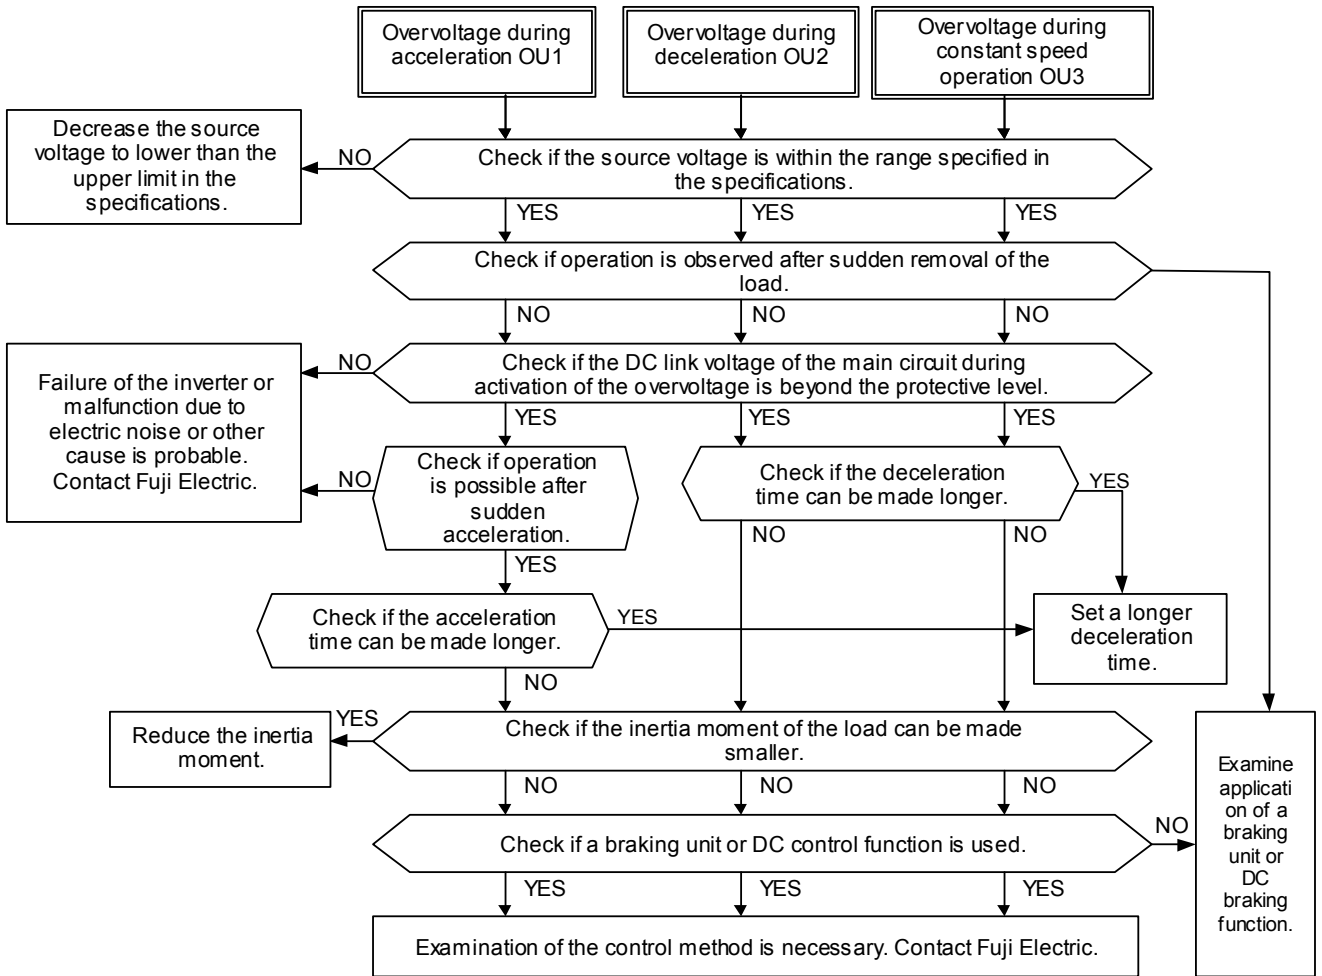 Overvoltage during
acceleration OU1
Overvoltage during
deceleration OU2
Overvoltage during
constant speed
operation OU3
Decrease the source
voltage to lower than the
upper limit in the
specifications.
NO
Check if the source voltage is within the range specified in
the specifications.
YES
YES
YES
Check if operation is observed after sudden removal of the
load.
NO
NO
NO
Failure of the inverter or
malfunction due to
electric noise or other
cause is probable.
Contact Fuji Electric.
NO
Check if the DC link voltage of the main circuit during
activation of the overvoltage is beyond the protective level.
YES
YES
YES
NO
Check if operation
is possible after
sudden
acceleration.
Check if the deceleration
time can be made longer.
YES
NO
NO
YES
Check if the acceleration
time can be made longer.
YES
Set a longer
deceleration
time.
NO
Reduce the inertia
moment.
YES
Check if the inertia moment of the load can be made
smaller.
NO
NO
NO
Check if a braking unit or DC control function is used.
NO
Examine
applicati
on of a
braking
unit or
DC
braking
function.
YES
YES
YES
Examination of the control method is necessary. Contact Fuji Electric.